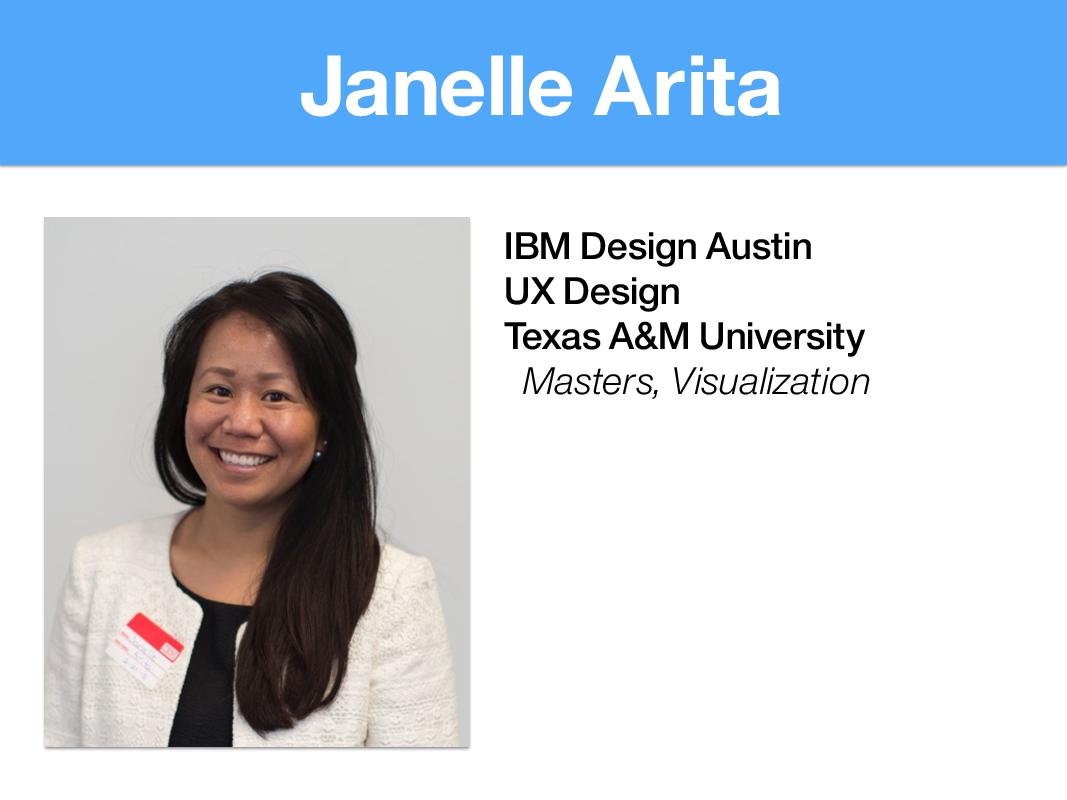 Janelle Arita
IBM Design Austin
UX Design
Texas A&M University
Masters, Visualization